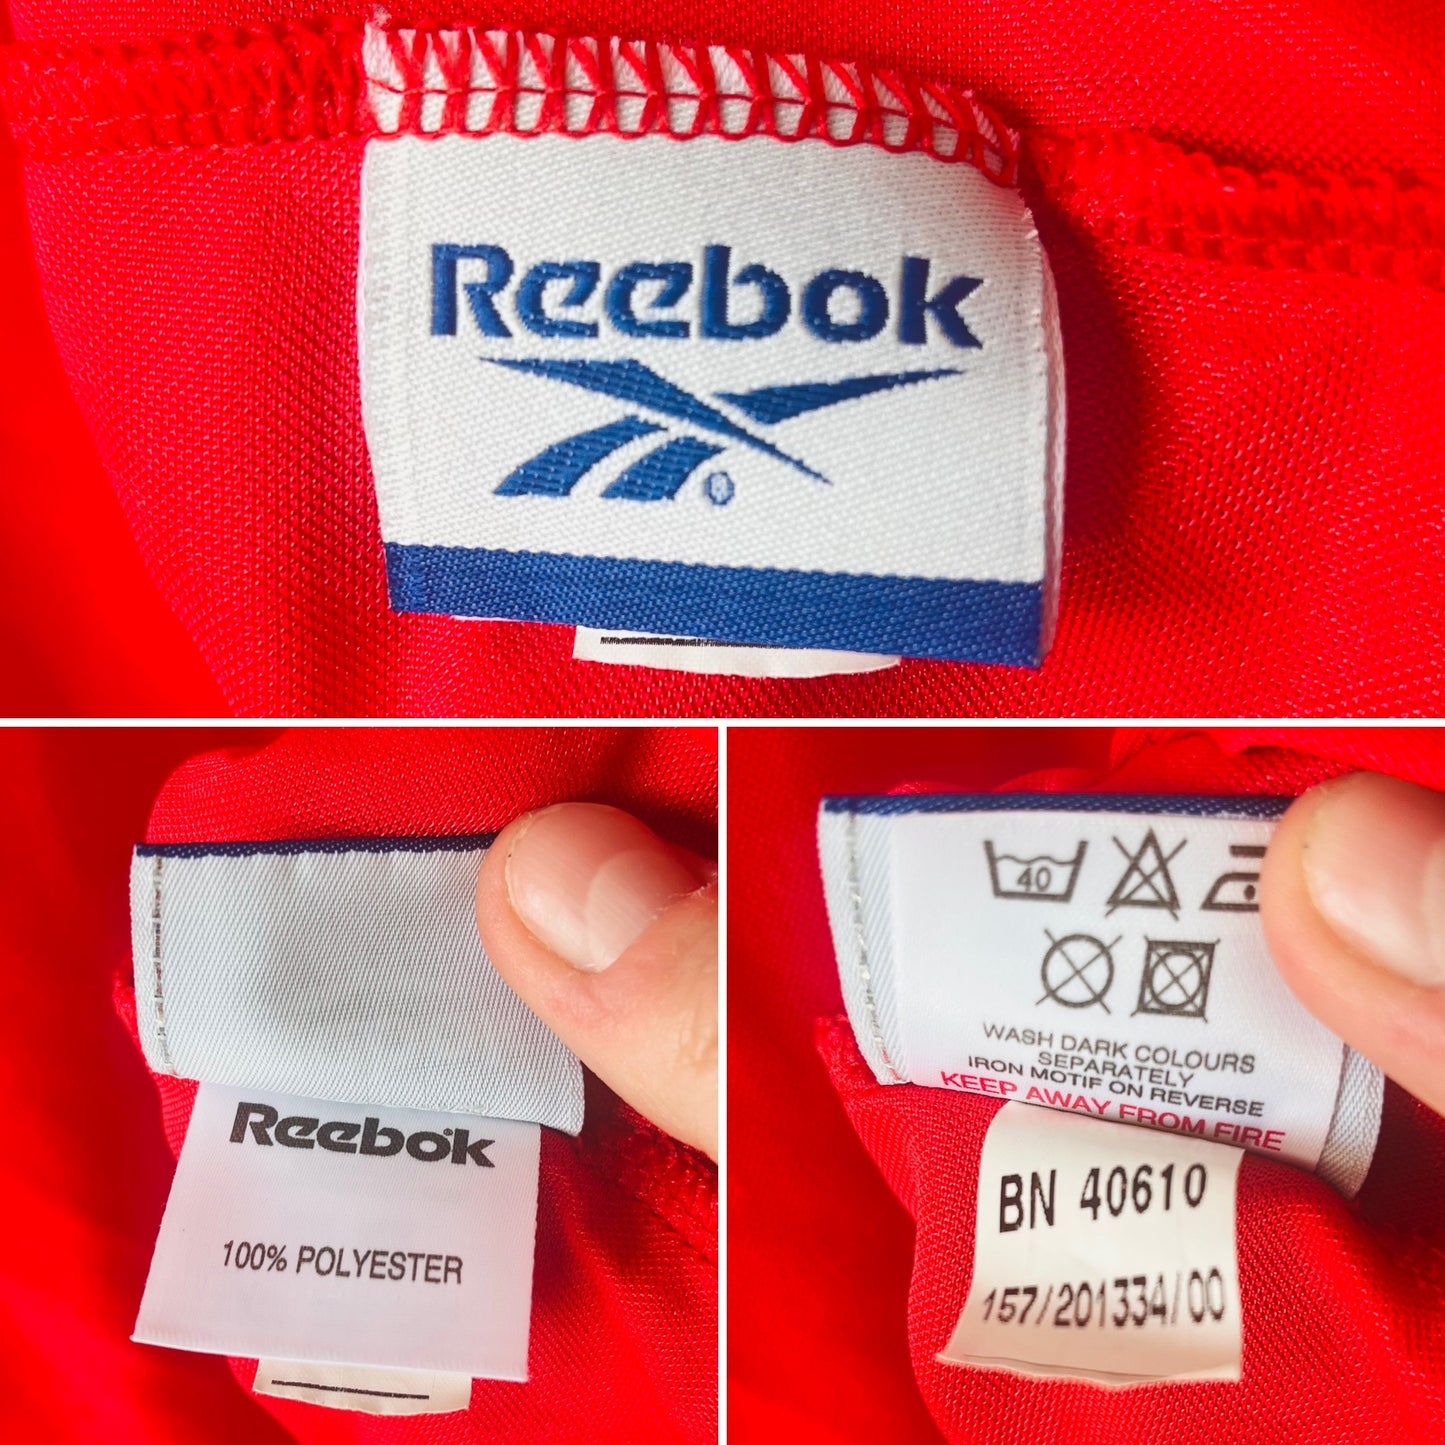 Reebok
®
Reebok
100% POLYESTER
40
WASH DARK COLOURS
SEPARATELY
IRON MOTIF ON REVERSE
KEEP AWAY FROM FIRE
BN 40610
157/201334/00